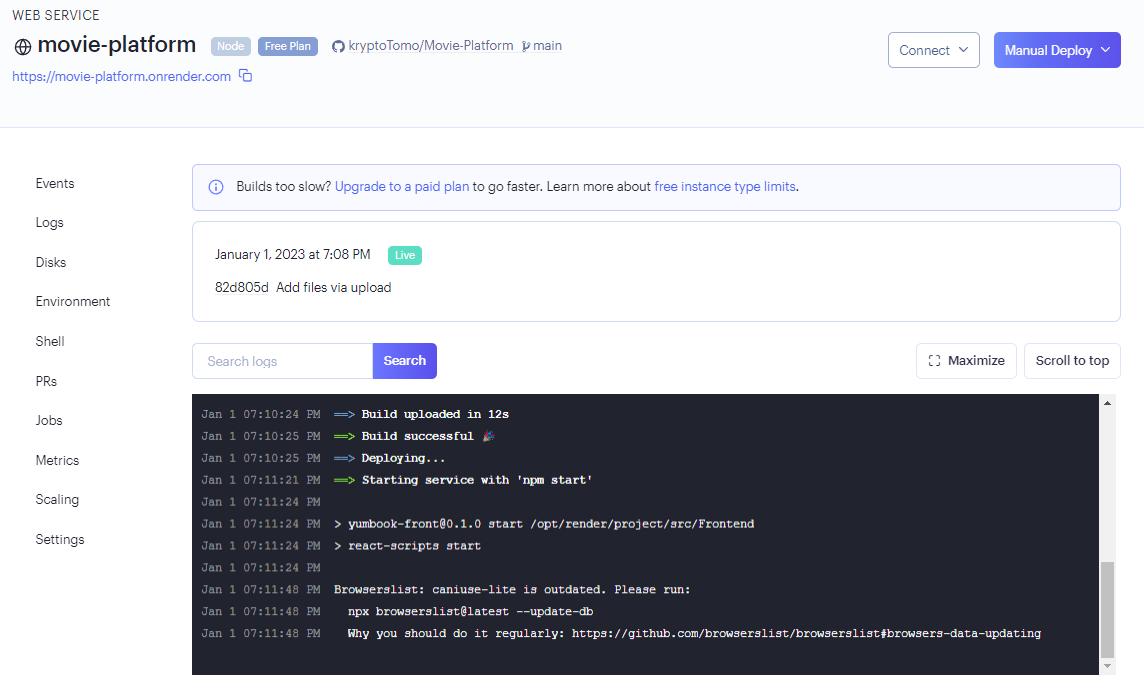 WEB SERVICE
movie-platform Node Free Plan kryptoTomo/Movie-Platform main
https://movie-platform.onrender.com
Connect
Manual Deploy
Events
Logs
Disks
Environment
Shell
PRs
Jobs
Metrics
Scaling
Settings
Builds too slow? Upgrade to a paid plan to go faster. Learn more about free instance type limits.
January 1, 2023 at 7:08 PM Live
82d805d Add files via upload
Search logs Search
Maximize
Scroll to top
Jan 1 07:10:24 PM ==> Build uploaded in 12s
Jan 1 07:10:25 PM ==> Build successful 🎉
Jan 1 07:10:25 PM ==> Deploying...
Jan 1 07:11:21 PM ==> Starting service with 'npm start'
Jan 1 07:11:24 PM
Jan 1 07:11:24 PM > yumbook-front@0.1.0 start /opt/render/project/src/Frontend
Jan 1 07:11:24 PM > react-scripts start
Jan 1 07:11:24 PM
Jan 1 07:11:48 PM Browserslist: caniuse-lite is outdated. Please run:
Jan 1 07:11:48 PM npx browserslist@latest --update-db
Jan 1 07:11:48 PM Why you should do it regularly: https://github.com/browserslist/browserslist#browsers-data-updating